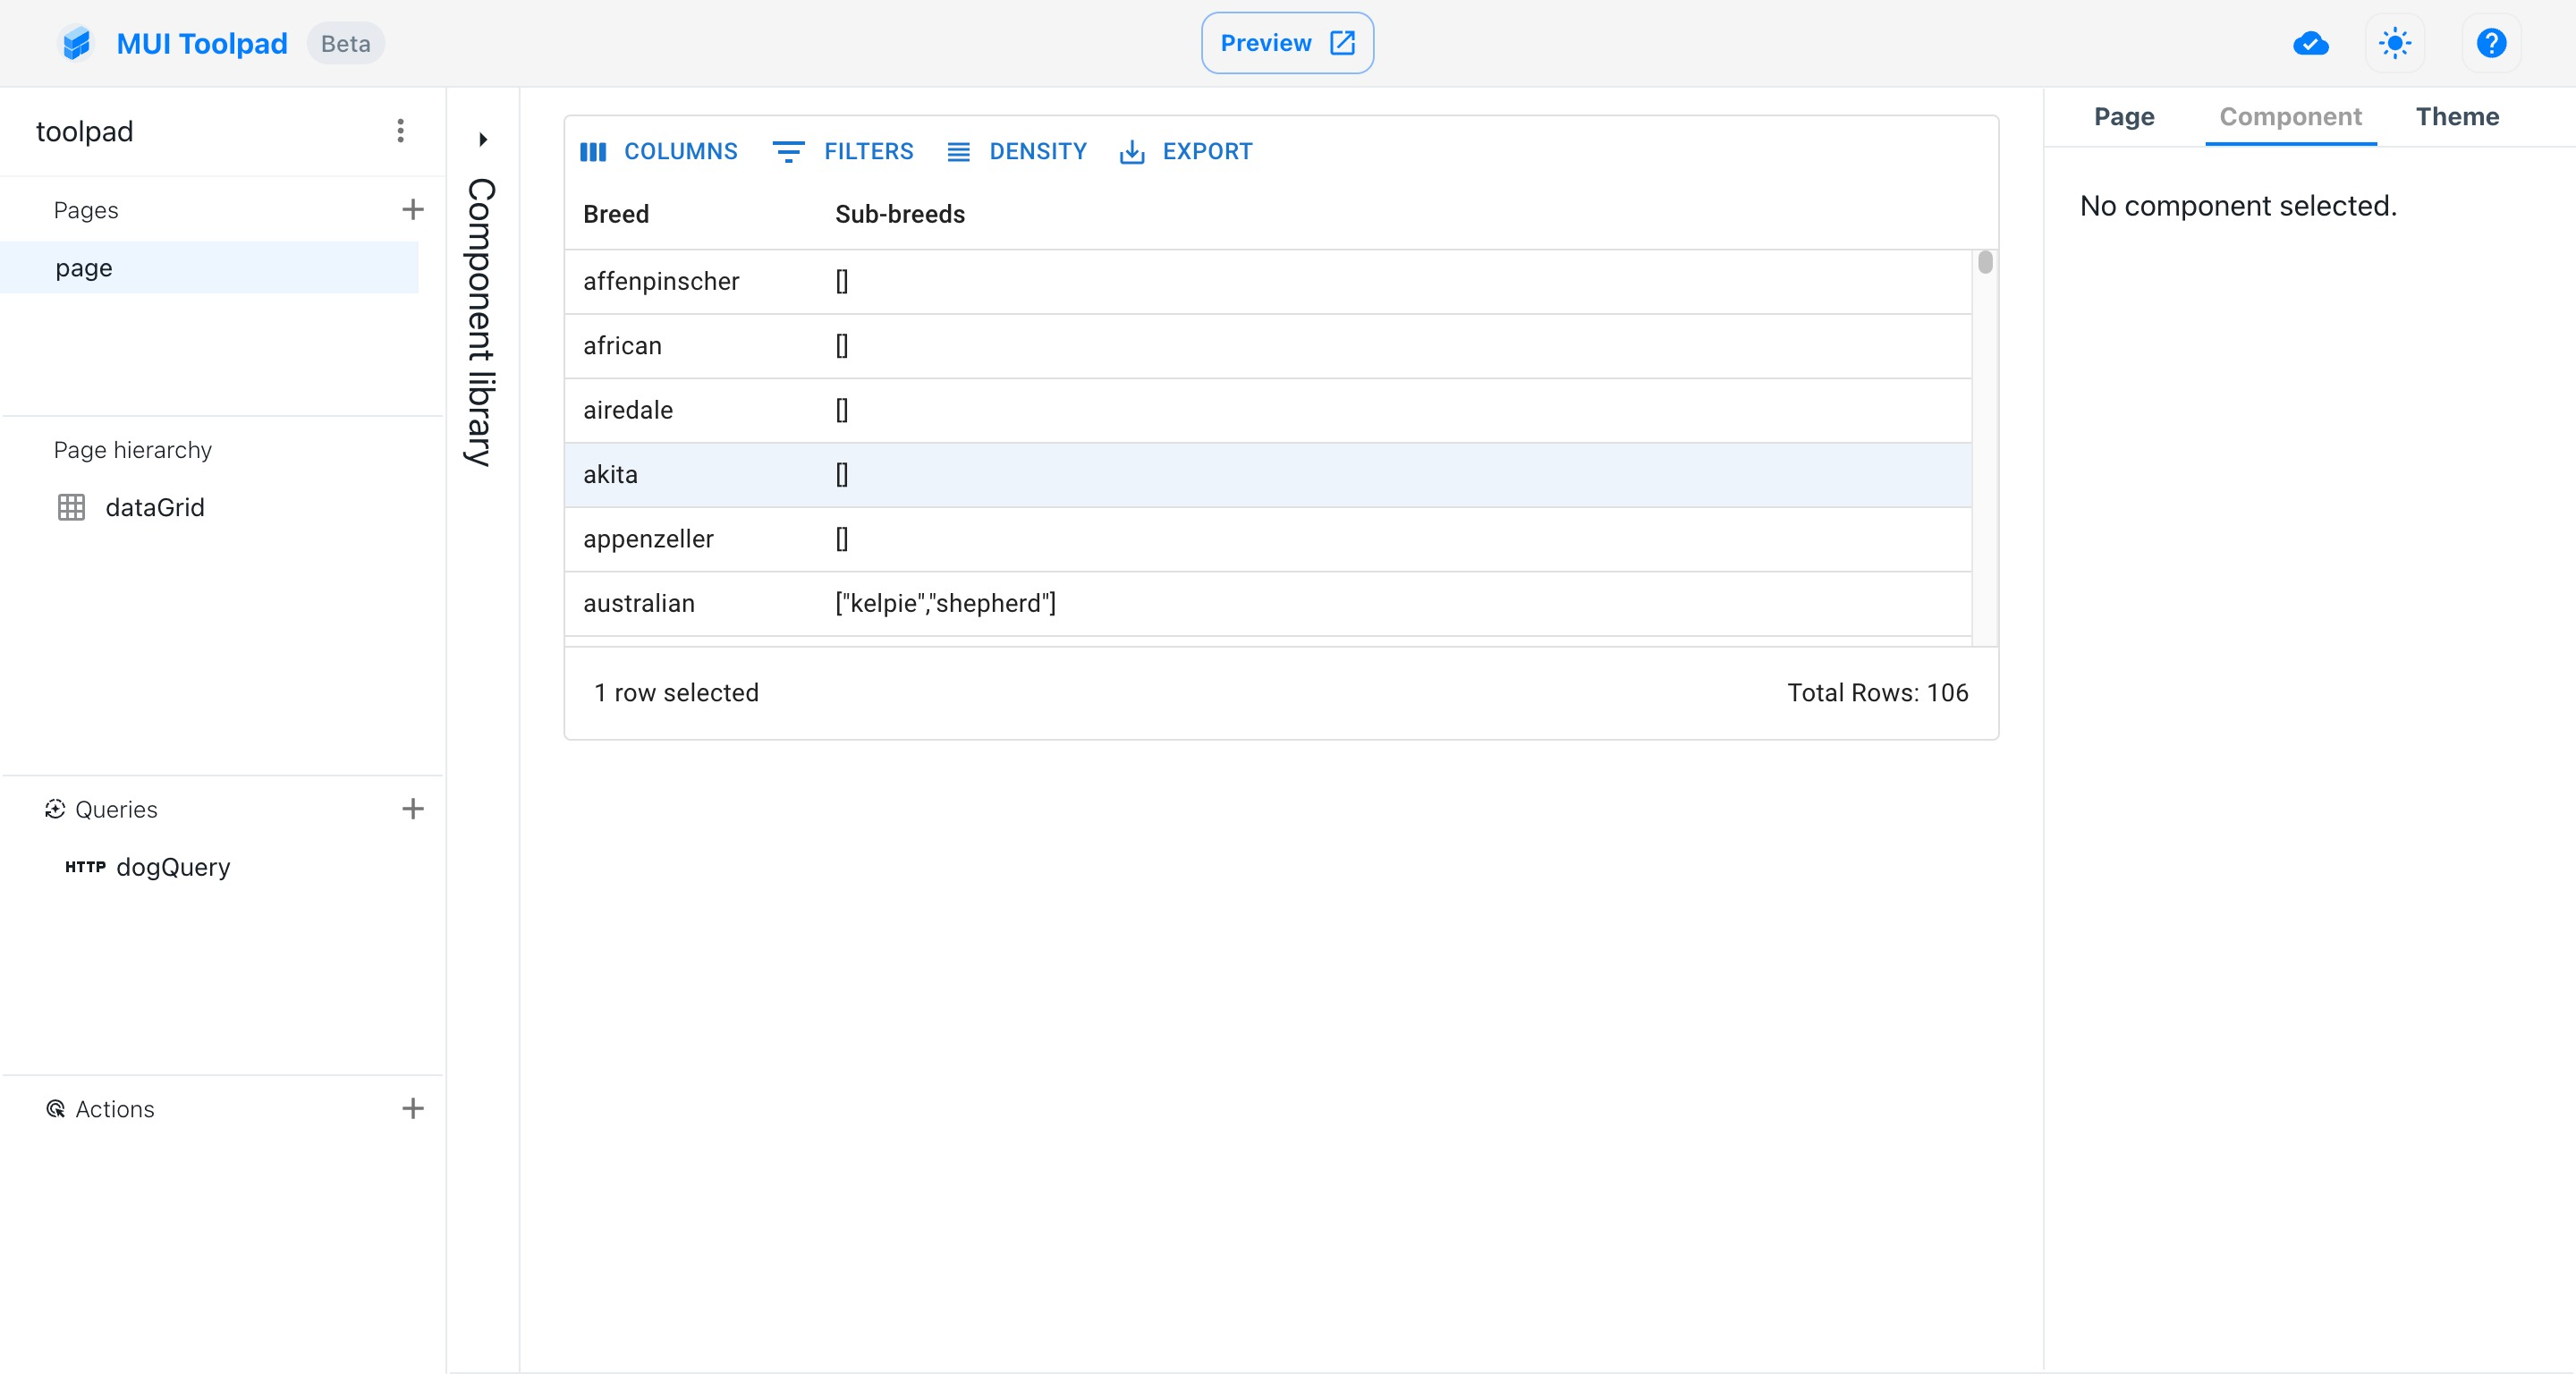 MUI Toolpad Beta
Preview
toolpad
Pages
page
Page hierarchy
dataGrid
Queries
HTTP dogQuery
Actions
Component library
COLUMNS FILTERS DENSITY EXPORT
Breed Sub-breeds
affenpinscher []
african []
airedale []
akita []
appenzeller []
australian ["kelpie","shepherd"]
1 row selected Total Rows: 106
Page Component Theme
No component selected.